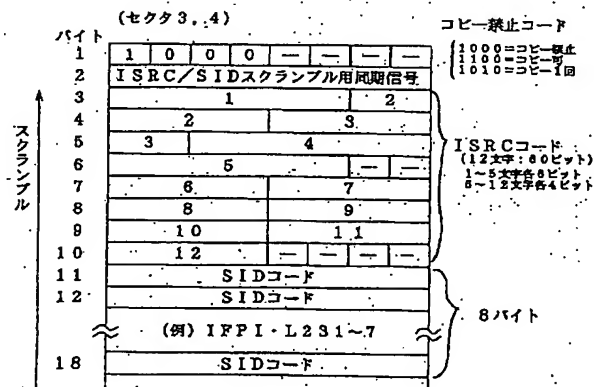 (セクタ3,4)
コピー禁止コード
バイト
1 1 0 0 0 — — — —
1000=コピー禁止
1100=コピー可
1010=コピー1回
2 ISRC/SIDスクランブル用同期信号
3 1 2
4 2 3
5 3 4
6 5 — —
7 6 7
8 8 9
9 10 11
10 12 — — — —
スクランブル
ISRCコード
(12文字:60ビット)
1~5文字各6ビット
6~12文字各4ビット
11 SIDコード
12 SIDコード
(例) IFPI・L231~7
8バイト
18 SIDコード